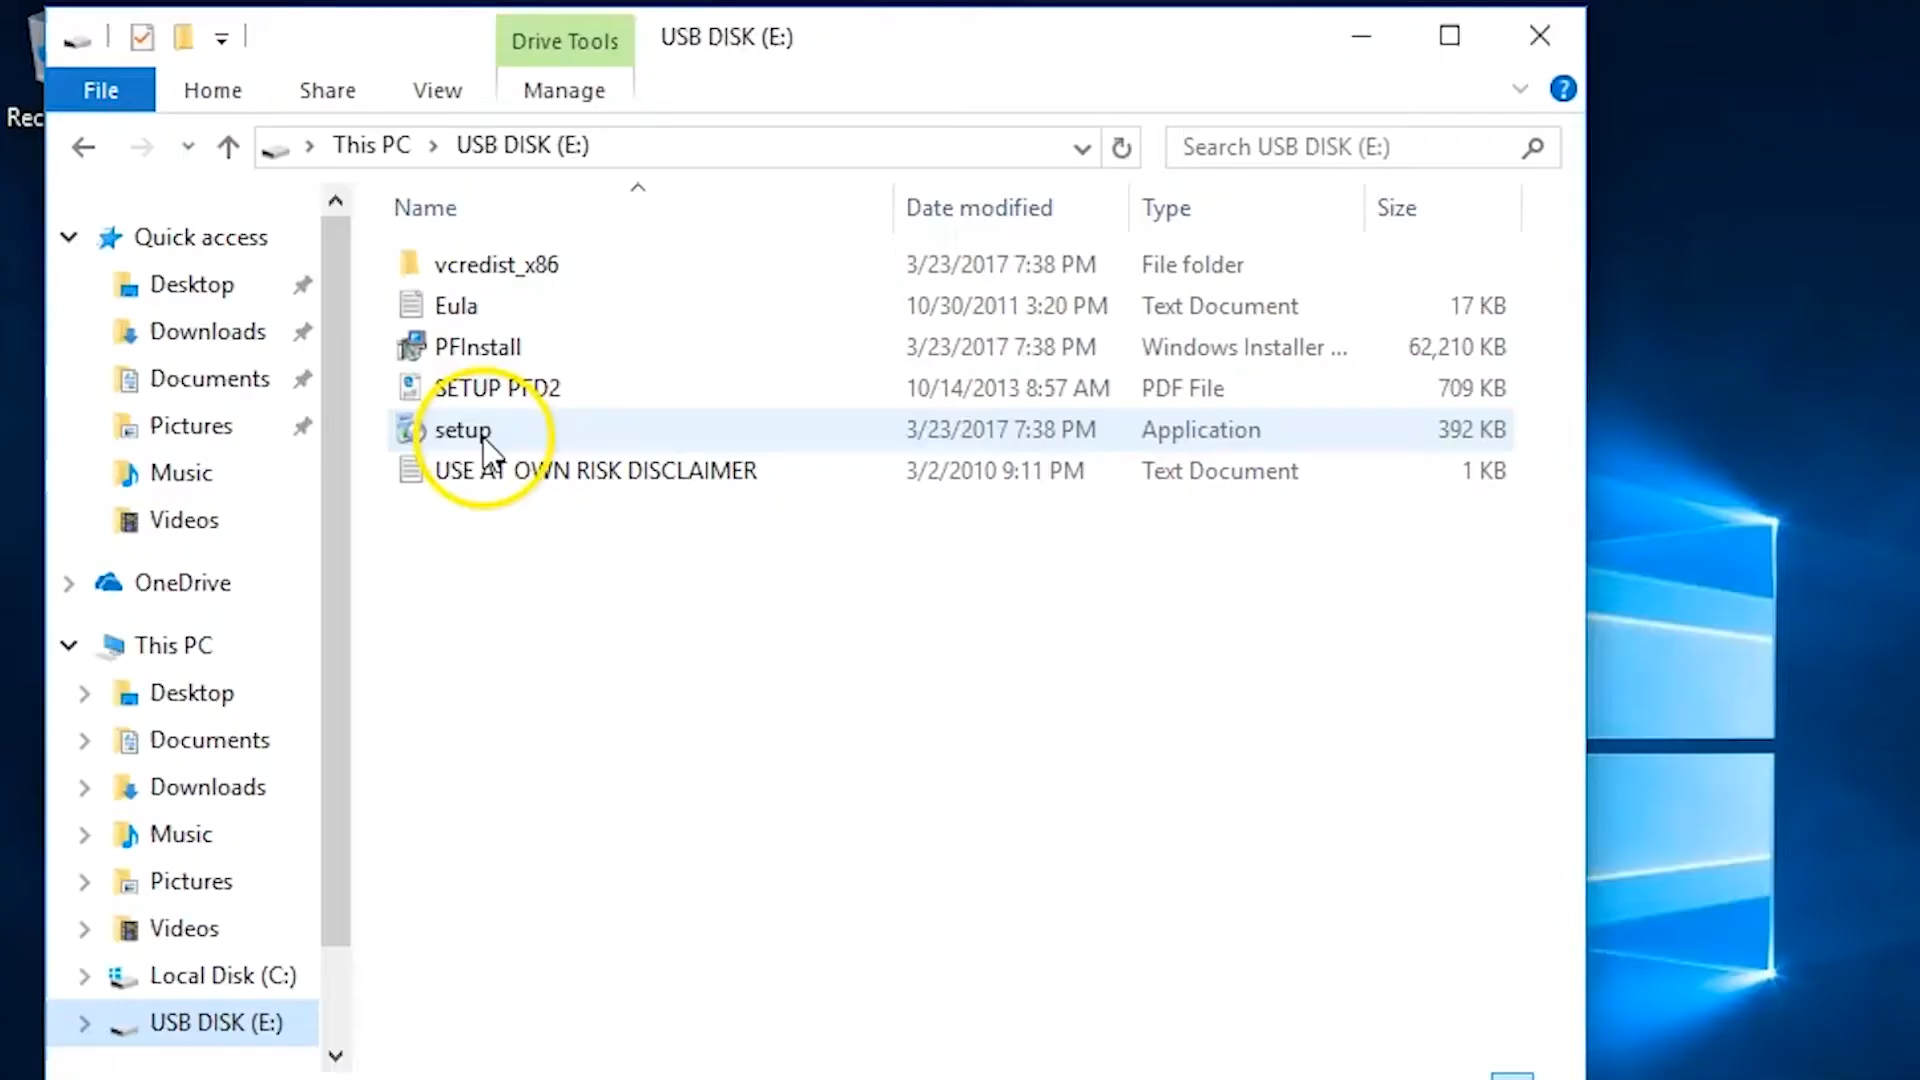 Drive Tools
USB DISK (E:)
File Home Share View Manage
This PC USB DISK (E:)
Search USB DISK (E:)
Name Date modified Type Size
vcredist_x86 3/23/2017 7:38 PM File folder
Eula 10/30/2011 3:20 PM Text Document 17 KB
PFInstall 3/23/2017 7:38 PM Windows Installer ... 62,210 KB
SETUP PFD2 10/14/2013 8:57 AM PDF File 709 KB
setup 3/23/2017 7:38 PM Application 392 KB
USE AT OWN RISK DISCLAIMER 3/2/2010 9:11 PM Text Document 1 KB
Quick access
Desktop
Downloads
Documents
Pictures
Music
Videos
OneDrive
This PC
Desktop
Documents
Downloads
Music
Pictures
Videos
Local Disk (C:)
USB DISK (E:)
Rec